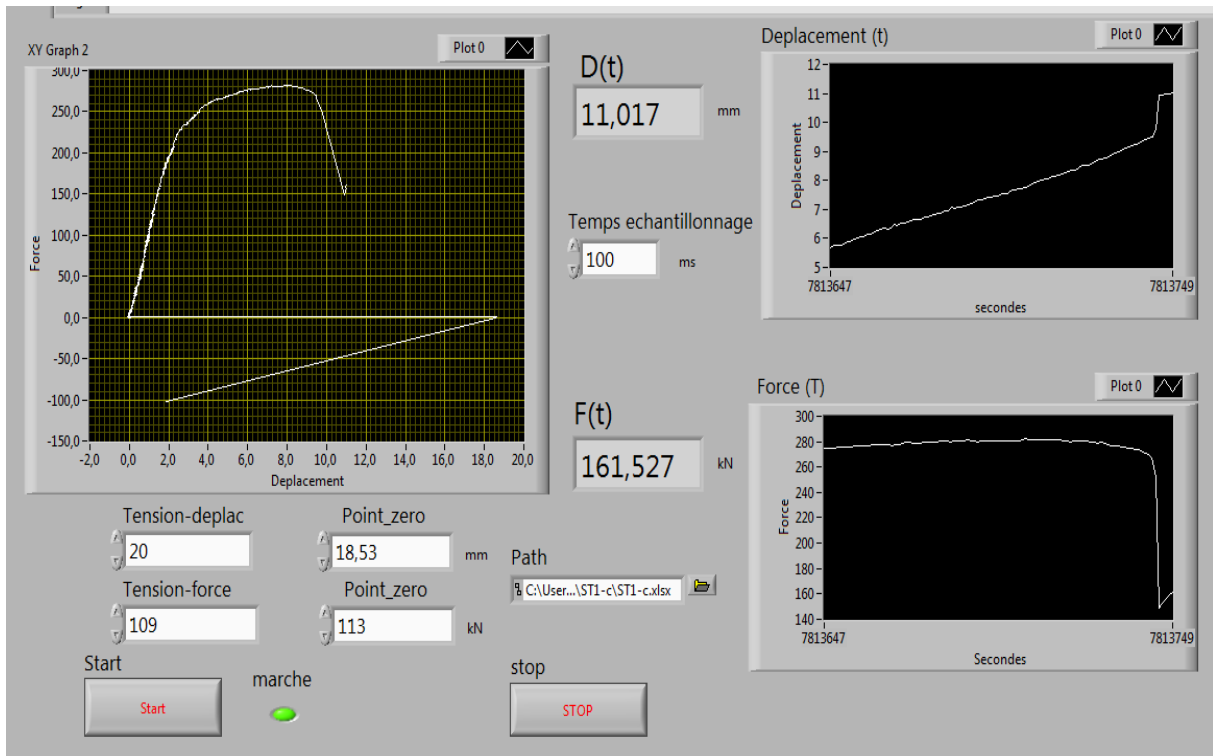 XY Graph 2
Plot 0
300,0
250,0
200,0
150,0
100,0
50,0
0,0
-50,0
-100,0
-150,0
-2,0 0,0 2,0 4,0 6,0 8,0 10,0 12,0 14,0 16,0 18,0 20,0
Force
Deplacement
D(t)
11,017 mm
Temps echantillonnage
100 ms
F(t)
161,527 kN
Deplacement (t)
Plot 0
12
11
10
9
8
7
6
5
Deplacement
7813647 7813749
secondes
Force (T)
Plot 0
300
280
260
240
220
200
180
160
140
Force
7813647 7813749
Secondes
Tension-deplac Point_zero
20 18,53 mm
Tension-force Point_zero
109 113 kN
Path
C:\User...\ST1-c\ST1-c.xlsx
Start
Start
marche
stop
STOP